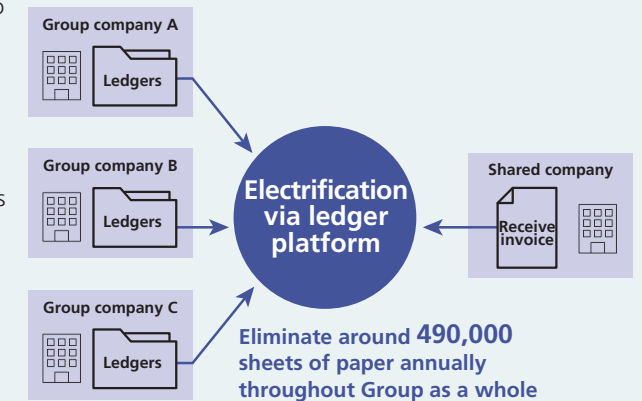 Group company A
Ledgers
Group company B
Ledgers
Group company C
Ledgers
Electrification
via ledger
platform
Shared company
Receive
invoice
Eliminate around 490,000
sheets of paper annually
throughout Group as a whole